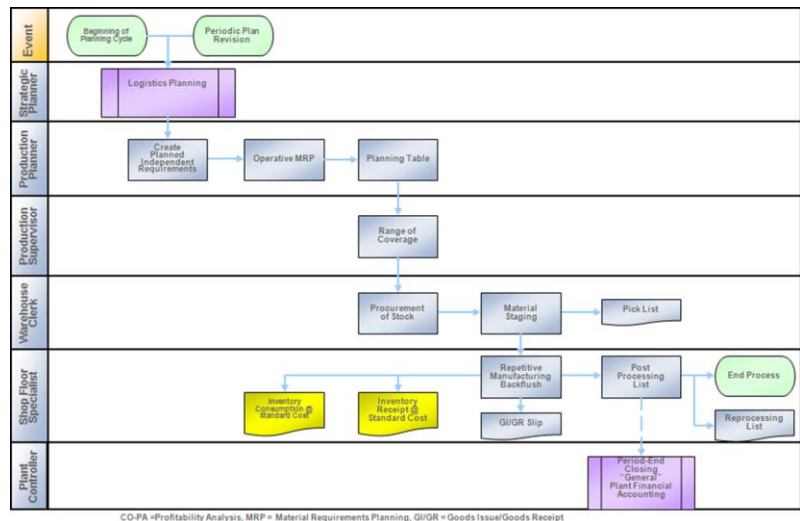 Event
Beginning of
Planning Cycle
Periodic Plan
Revision
Strategic
Planner
Logistics Planning
Production
Planner
Create
Planned
Independent
Requirements
Operative MRP
Planning Table
Production
Supervisor
Range of
Coverage
Warehouse
Clerk
Procurement
of Stock
Material
Staging
Pick List
Shop Floor
Specialist
Repetitive
Manufacturing
Backflush
Post
Processing
List
End Process
Inventory
Consumption @
Standard Cost
Inventory
Receipt @
Standard Cost
GI/GR Slip
Reprocessing
List
Plant
Controller
Period-End
Closing
"General"
Plant Financial
Accounting
CO-PA =Profitability Analysis, MRP = Material Requirements Planning, GI/GR = Goods Issue/Goods Receipt